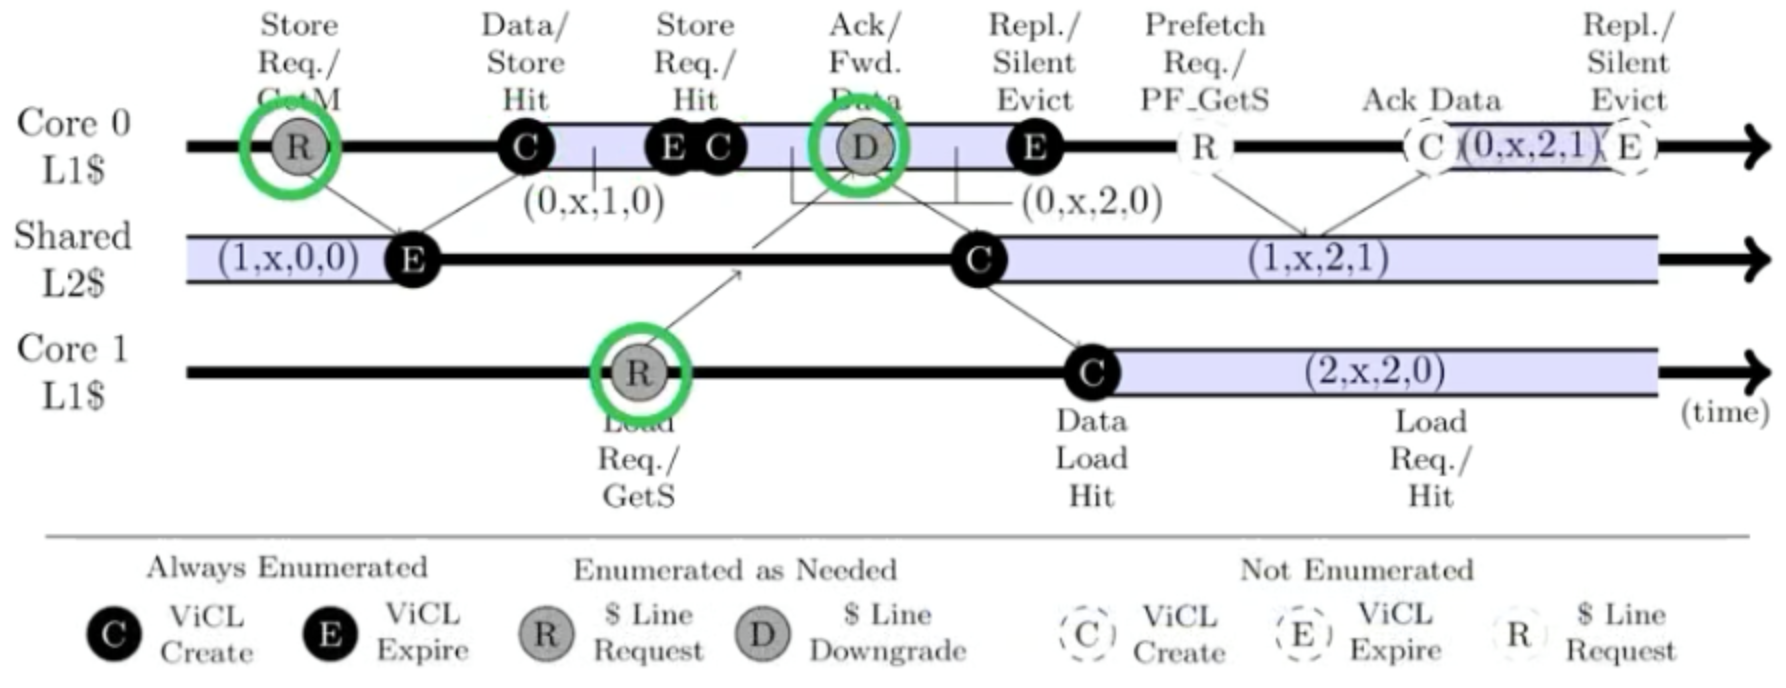 Store
Req./
GetM
Data/
Store
Hit
Store
Req./
Hit
Ack/
Fwd.
Data
Repl./
Silent
Evict
Prefetch
Req./
PF_GetS
Ack Data
Repl./
Silent
Evict
Core 0
L1$
R
C
E
C
D
E
R
C
(0,x,2,1)
E
(0,x,1,0)
(0,x,2,0)
Shared
L2$
(1,x,0,0)
E
C
(1,x,2,1)
Core 1
L1$
R
C
(2,x,2,0)
(time)
Load
Req./
GetS
Data
Load
Hit
Load
Req./
Hit
Always Enumerated
Enumerated as Needed
Not Enumerated
C
ViCL
Create
E
ViCL
Expire
R
$ Line
Request
D
$ Line
Downgrade
C
ViCL
Create
E
ViCL
Expire
R
$ Line
Request